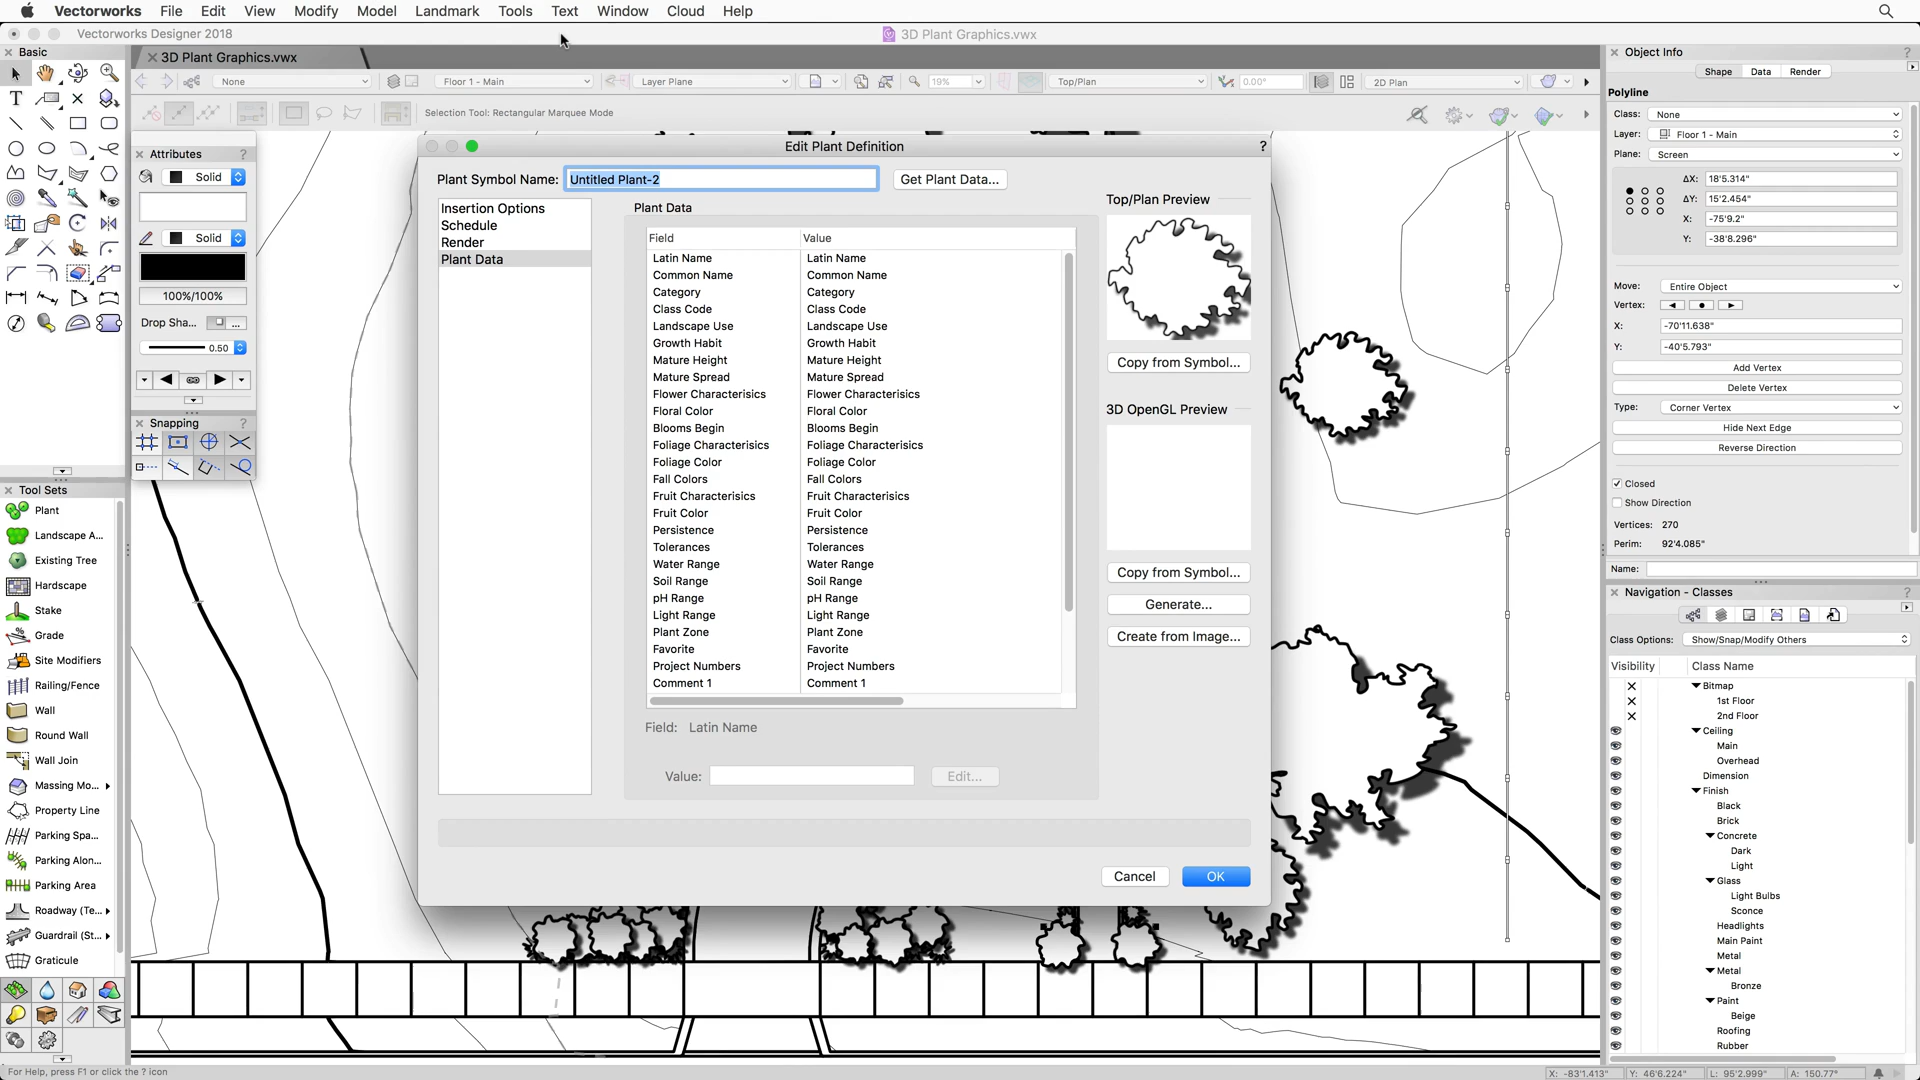 Vectorworks File Edit View Modify Model Landmark Tools Text Window Cloud Help
Vectorworks Designer 2018
3D Plant Graphics.vwx
Basic
3D Plant Graphics.vwx
None
Floor 1 - Main
Layer Plane
19%
Top/Plan
0.00°
2D Plan
Selection Tool: Rectangular Marquee Mode
Attributes ?
Solid
Solid
100%/100%
Drop Sha...
...
0.50
Snapping ?
Tool Sets
Plant
Landscape A...
Existing Tree
Hardscape
Stake
Grade
Site Modifiers
Railing/Fence
Wall
Round Wall
Wall Join
Massing Mo...
Property Line
Parking Spa...
Parking Alon...
Parking Area
Roadway (Te...
Guardrail (St...
Graticule
For Help, press F1 or click the ? icon
Edit Plant Definition
?
Plant Symbol Name: Untitled Plant-2
Get Plant Data...
Insertion Options
Schedule
Render
Plant Data
Plant Data
Field Value
Latin Name Latin Name
Common Name Common Name
Category Category
Class Code Class Code
Landscape Use Landscape Use
Growth Habit Growth Habit
Mature Height Mature Height
Mature Spread Mature Spread
Flower Characterisics Flower Characterisics
Floral Color Floral Color
Blooms Begin Blooms Begin
Foliage Characterisics Foliage Characterisics
Foliage Color Foliage Color
Fall Colors Fall Colors
Fruit Characterisics Fruit Characterisics
Fruit Color Fruit Color
Persistence Persistence
Tolerances Tolerances
Water Range Water Range
Soil Range Soil Range
pH Range pH Range
Light Range Light Range
Plant Zone Plant Zone
Favorite Favorite
Project Numbers Project Numbers
Comment 1 Comment 1
Field: Latin Name
Value:
Edit...
Top/Plan Preview
Copy from Symbol...
3D OpenGL Preview
Copy from Symbol...
Generate...
Create from Image...
Cancel
OK
Object Info ?
Shape Data Render
Polyline
Class: None
Layer: Floor 1 - Main
Plane: Screen
ΔX: 18'5.314"
ΔY: 15'2.454"
X: -75'9.2"
Y: -38'8.296"
Move: Entire Object
Vertex:
X: -70'11.638"
Y: -40'5.793"
Add Vertex
Delete Vertex
Type: Corner Vertex
Hide Next Edge
Reverse Direction
Closed
Show Direction
Vertices: 270
Perim: 92'4.085"
Name:
Navigation - Classes ?
Class Options: Show/Snap/Modify Others
Visibility Class Name
Bitmap
1st Floor
2nd Floor
Ceiling
Main
Overhead
Dimension
Finish
Black
Brick
Concrete
Dark
Light
Glass
Light Bulbs
Sconce
Headlights
Main Paint
Metal
Metal
Bronze
Paint
Beige
Roofing
Rubber
X: -83'1.413" Y: 46'6.224" L: 95'2.999" A: 150.77°